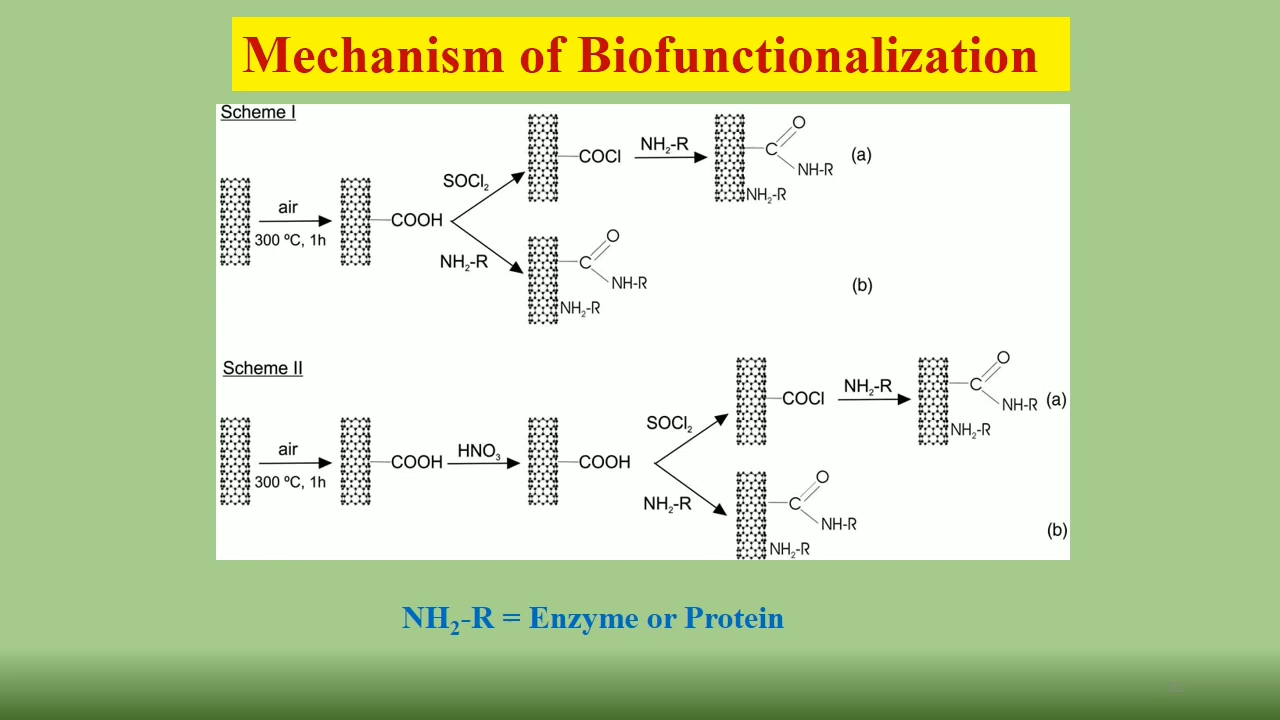 Mechanism of Biofunctionalization
Scheme I
air
300 ºC, 1h
COOH
SOCl₂
NH₂-R
COCl
NH₂-R
O
C
NH-R
NH₂-R
(a)
O
C
NH-R
NH₂-R
(b)
Scheme II
air
300 ºC, 1h
COOH
HNO₃
COOH
SOCl₂
NH₂-R
COCl
NH₂-R
O
C
NH-R
NH₂-R
(a)
O
C
NH-R
NH₂-R
(b)
NH₂-R = Enzyme or Protein